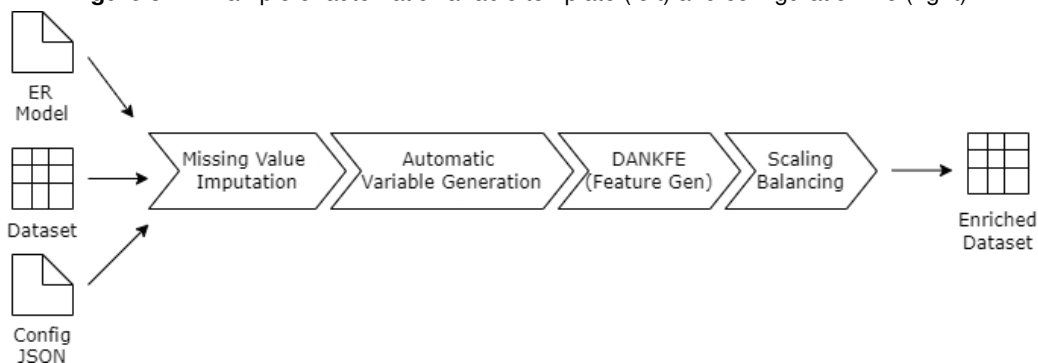 ER
Model
Dataset
Config
JSON
Missing Value
Imputation
Automatic
Variable Generation
DANKFE
(Feature Gen)
Scaling
Balancing
Enriched
Dataset